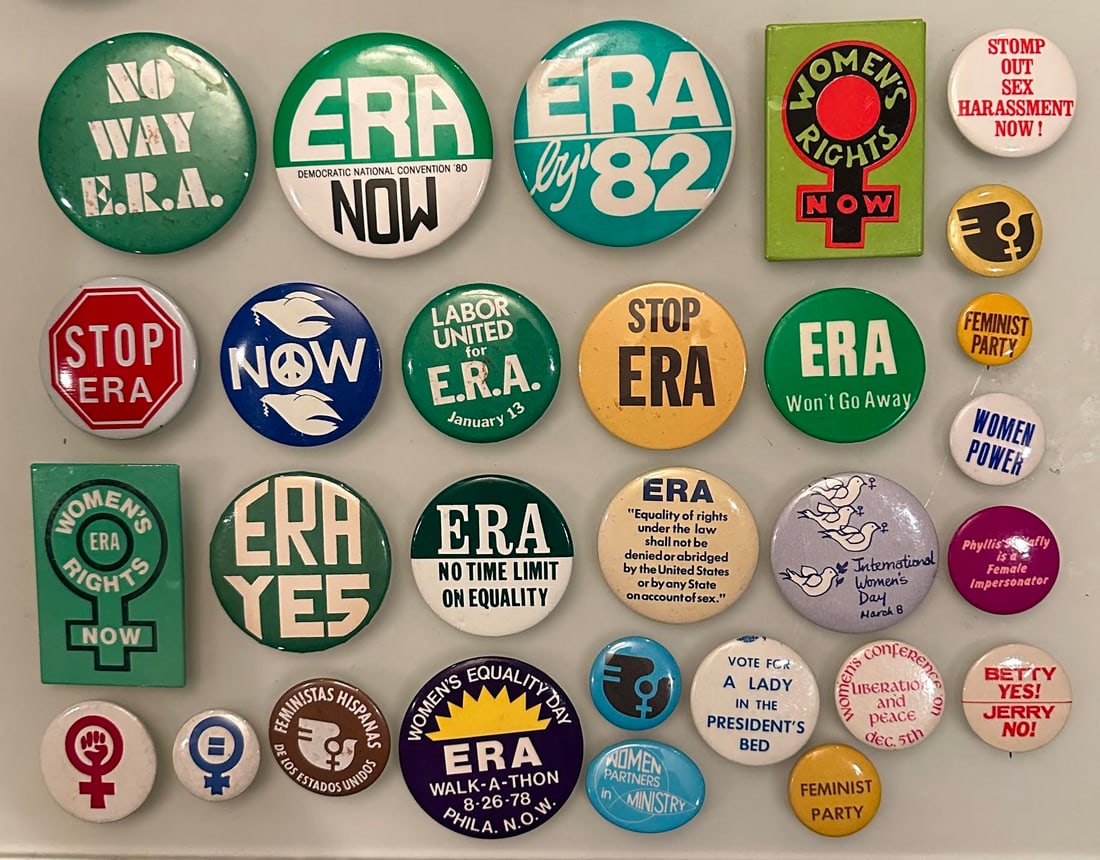 NO
WAY
E.R.A.
ERA
DEMOCRATIC NATIONAL CONVENTION '80
NOW
ERA
by '82
WOMEN'S
RIGHTS
NOW
STOMP
OUT
SEX
HARASSMENT
NOW!
FEMINIST
PARTY
STOP
ERA
NOW
LABOR
UNITED
for
E.R.A.
January 13
STOP
ERA
ERA
Won't Go Away
WOMEN
POWER
WOMEN'S
ERA
RIGHTS
NOW
ERA
YES
ERA
NO TIME LIMIT
ON EQUALITY
ERA
"Equality of rights
under the law
shall not be
denied or abridged
by the United States
or by any State
on account of sex."
International
Women's
Day
March 8
Phyllis Schlafly
is a
Female
Impersonator
FEMINISTAS HISPANAS
DE LOS ESTADOS UNIDOS
WOMEN'S EQUALITY DAY
ERA
WALK-A-THON
8-26-78
PHILA. N.O.W.
VOTE FOR
A LADY
IN THE
PRESIDENT'S
BED
women's conference on
liberation
and
peace
dec. 5th
BETTY
YES!
JERRY
NO!
WOMEN
PARTNERS
in MINISTRY
FEMINIST
PARTY